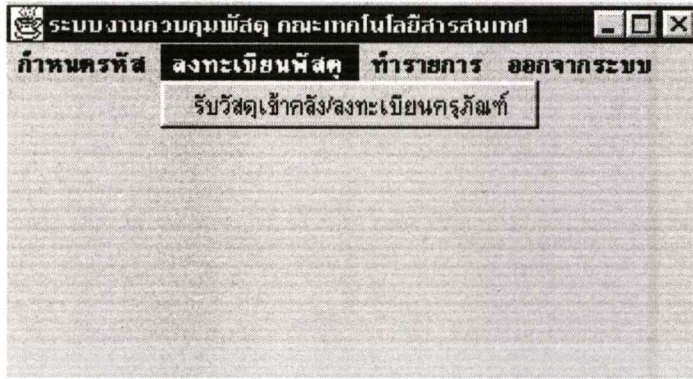 ระบบงานควบคุมพัสดุ คณะเทคโนโลยีสารสนเทศ
กำหนดรหัส ลงทะเบียนพัสดุ ทำรายการ ออกจากระบบ
รับวัสดุเข้าคลัง/ลงทะเบียนครุภัณฑ์